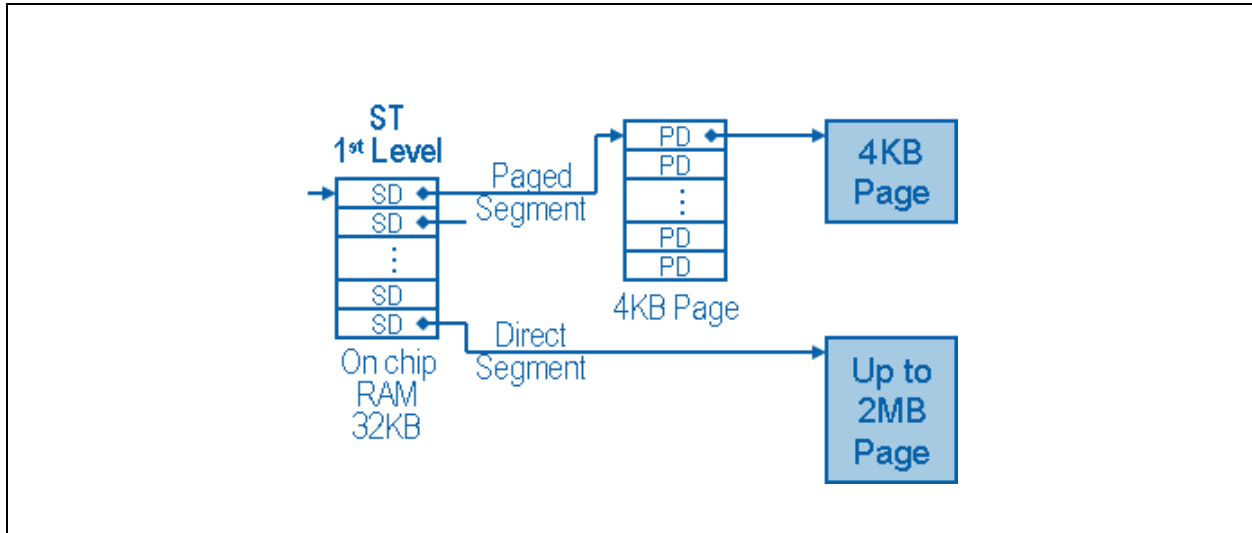 ST
1st Level
SD
SD
⋮
SD
SD
On chip
RAM
32KB
Paged
Segment
Direct
Segment
PD
PD
⋮
PD
PD
4KB Page
4KB
Page
Up to
2MB
Page